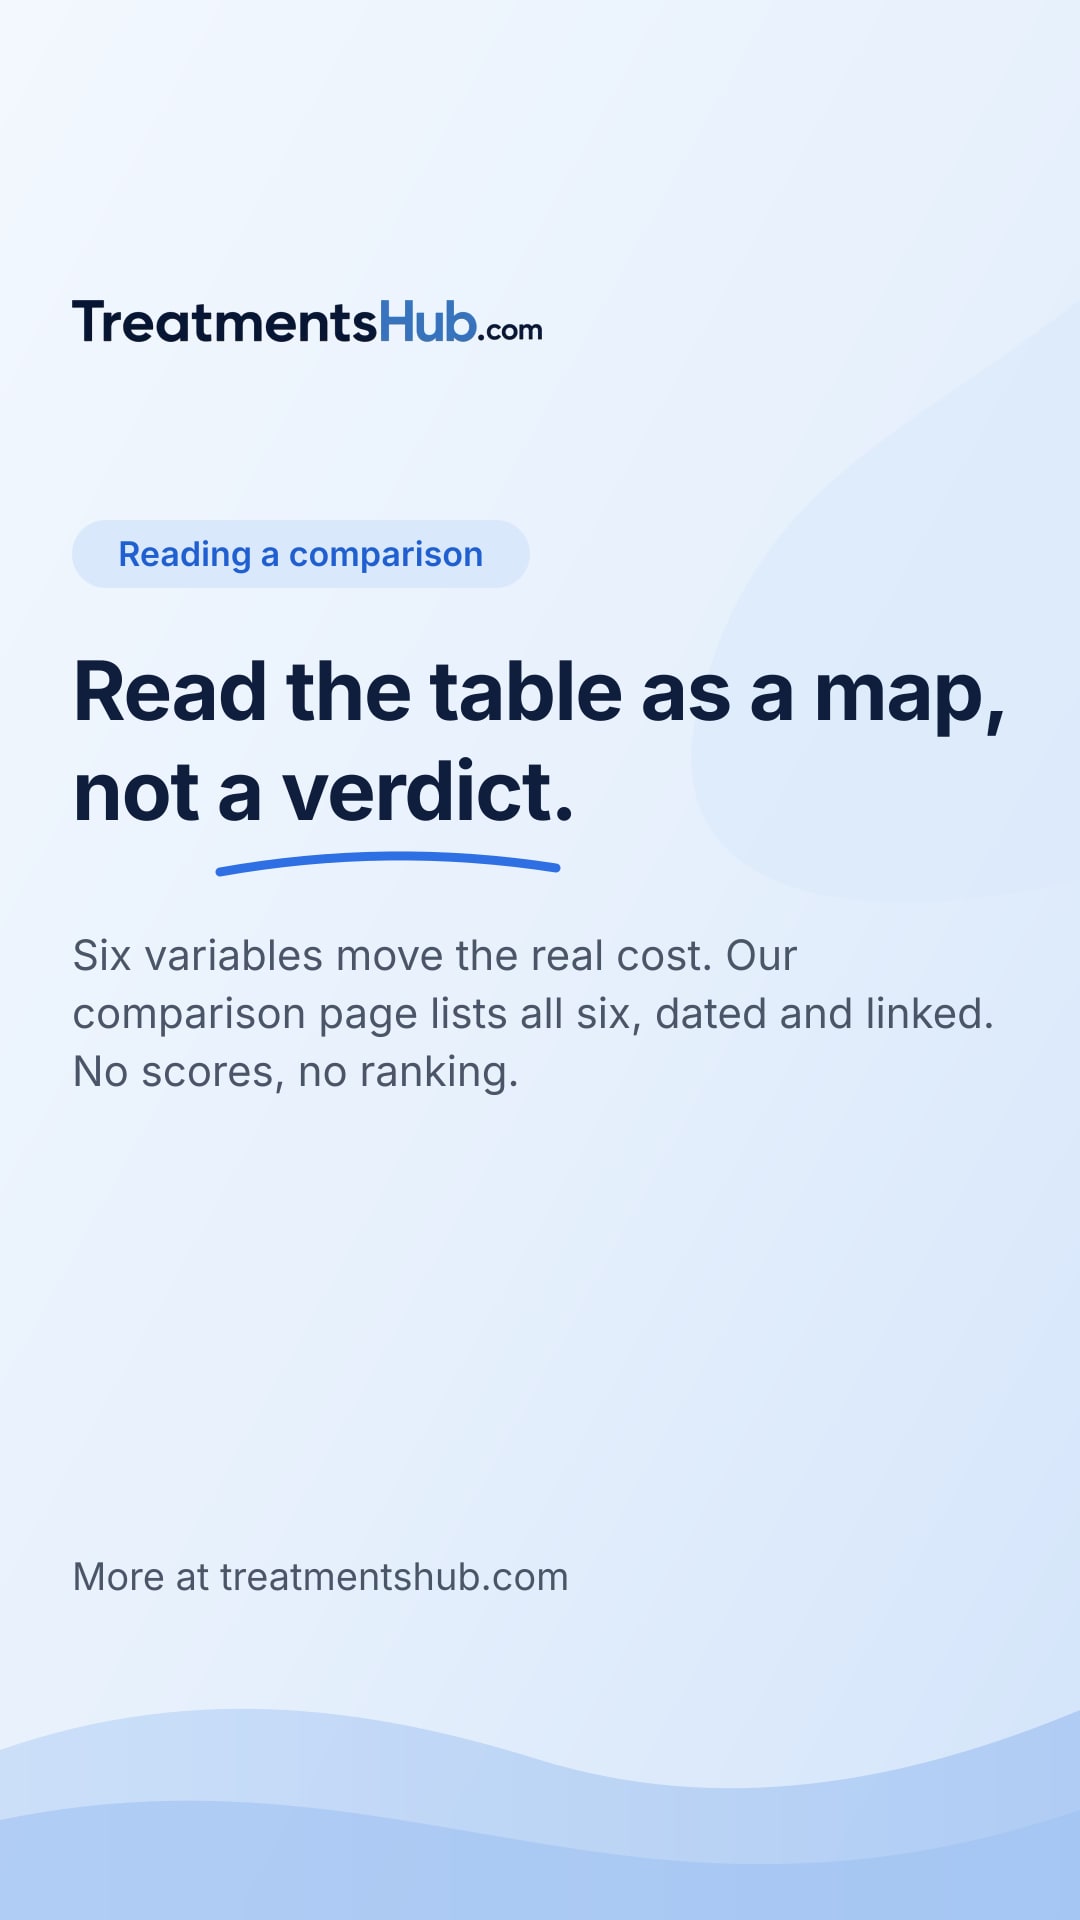 TreatmentsHub.com
Reading a comparison
Read the table as a map,
not a verdict.
Six variables move the real cost. Our
comparison page lists all six, dated and linked.
No scores, no ranking.
More at treatmentshub.com